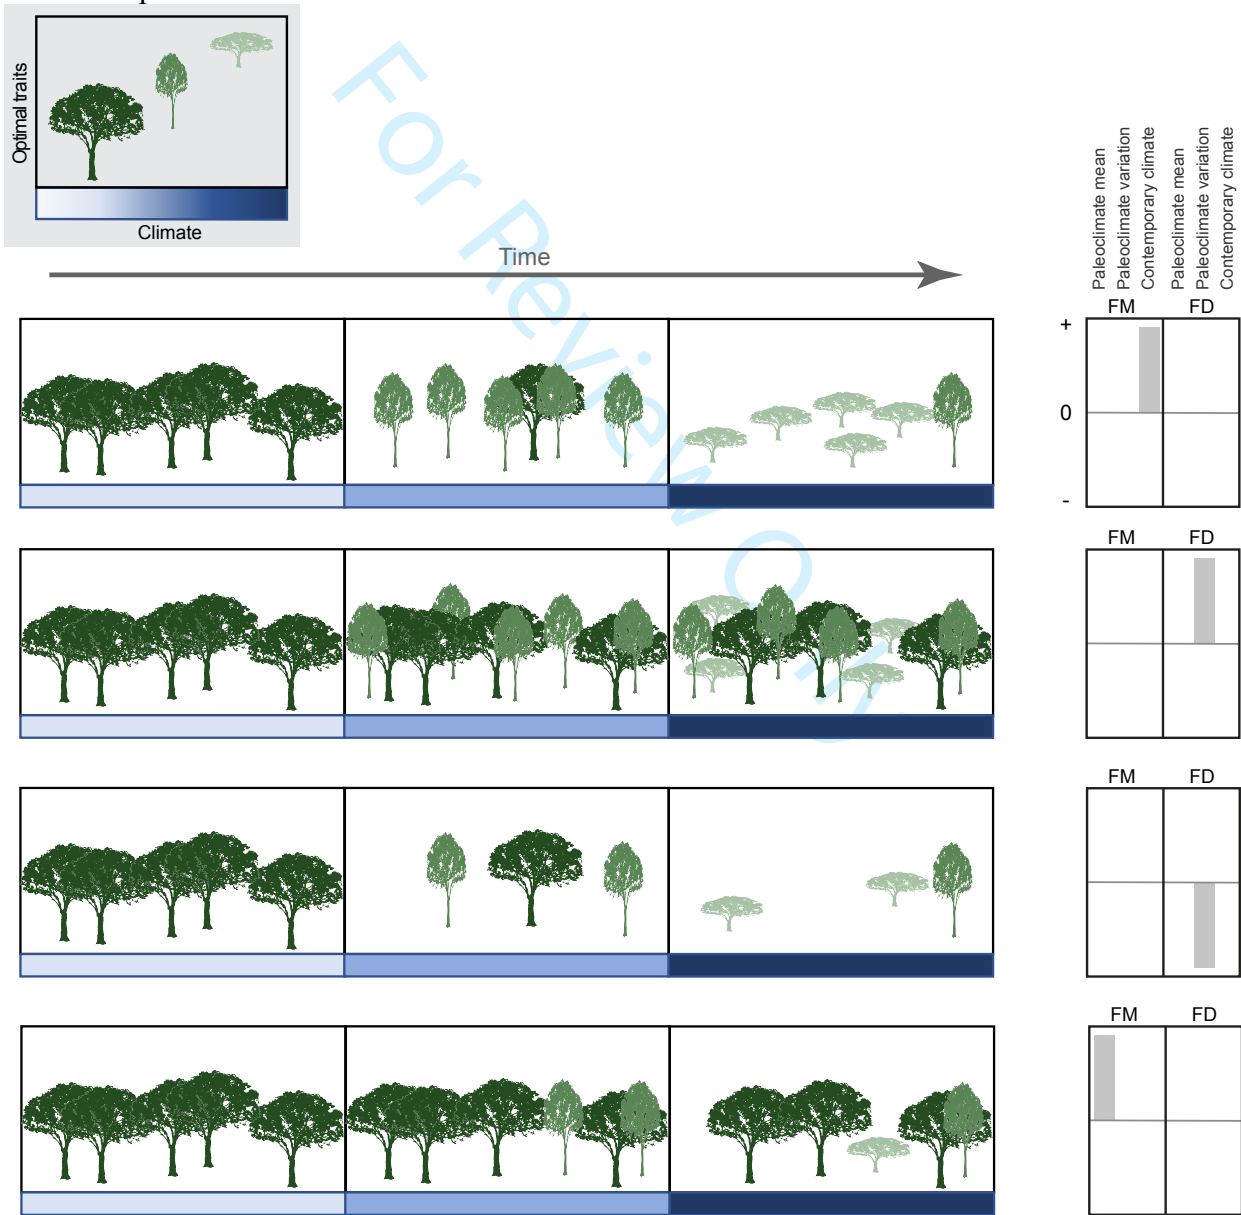 Optimal traits
Climate
For Review Only
Time
Paleoclimate mean
Paleoclimate variation
Contemporary climate
Paleoclimate mean
Paleoclimate variation
Contemporary climate
FM FD
+
0
-
FM FD
FM FD
FM FD